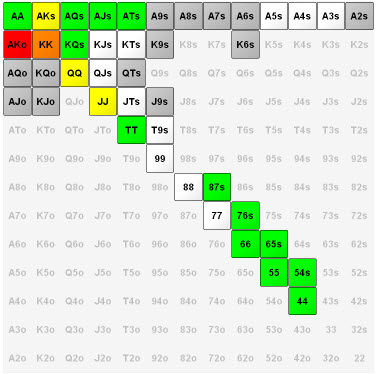 AA AKs AQs AJs ATs A9s A8s A7s A6s A5s A4s A3s A2s
AKo KK KQs KJs KTs K9s K8s K7s K6s K5s K4s K3s K2s
AQo KQo QQ QJs QTs Q9s Q8s Q7s Q6s Q5s Q4s Q3s Q2s
AJo KJo QJo JJ JTs J9s J8s J7s J6s J5s J4s J3s J2s
ATo KTo QTo JTo TT T9s T8s T7s T6s T5s T4s T3s T2s
A9o K9o Q9o J9o T9o 99 98s 97s 96s 95s 94s 93s 92s
A8o K8o Q8o J8o T8o 98o 88 87s 86s 85s 84s 83s 82s
A7o K7o Q7o J7o T7o 97o 87o 77 76s 75s 74s 73s 72s
A6o K6o Q6o J6o T6o 96o 86o 76o 66 65s 64s 63s 62s
A5o K5o Q5o J5o T5o 95o 85o 75o 65o 55 54s 53s 52s
A4o K4o Q4o J4o T4o 94o 84o 74o 64o 54o 44 43s 42s
A3o K3o Q3o J3o T3o 93o 83o 73o 63o 53o 43o 33 32s
A2o K2o Q2o J2o T2o 92o 82o 72o 62o 52o 42o 32o 22